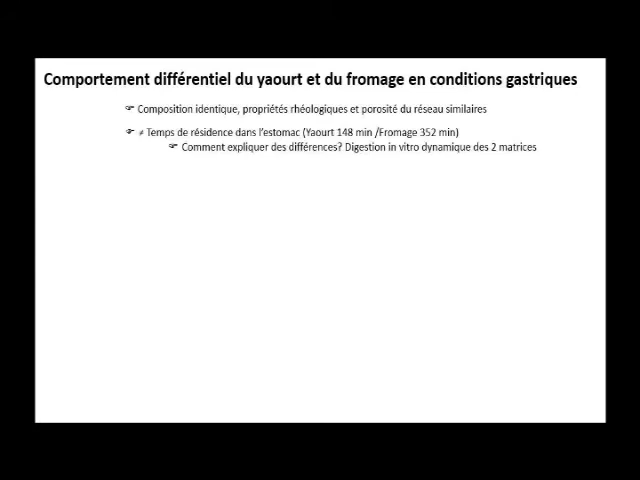 Comportement différentiel du yaourt et du fromage en conditions gastriques
☞ Composition identique, propriétés rhéologiques et porosité du réseau similaires
☞ ≠ Temps de résidence dans l'estomac (Yaourt 148 min /Fromage 352 min)
☞ Comment expliquer des différences? Digestion in vitro dynamique des 2 matrices